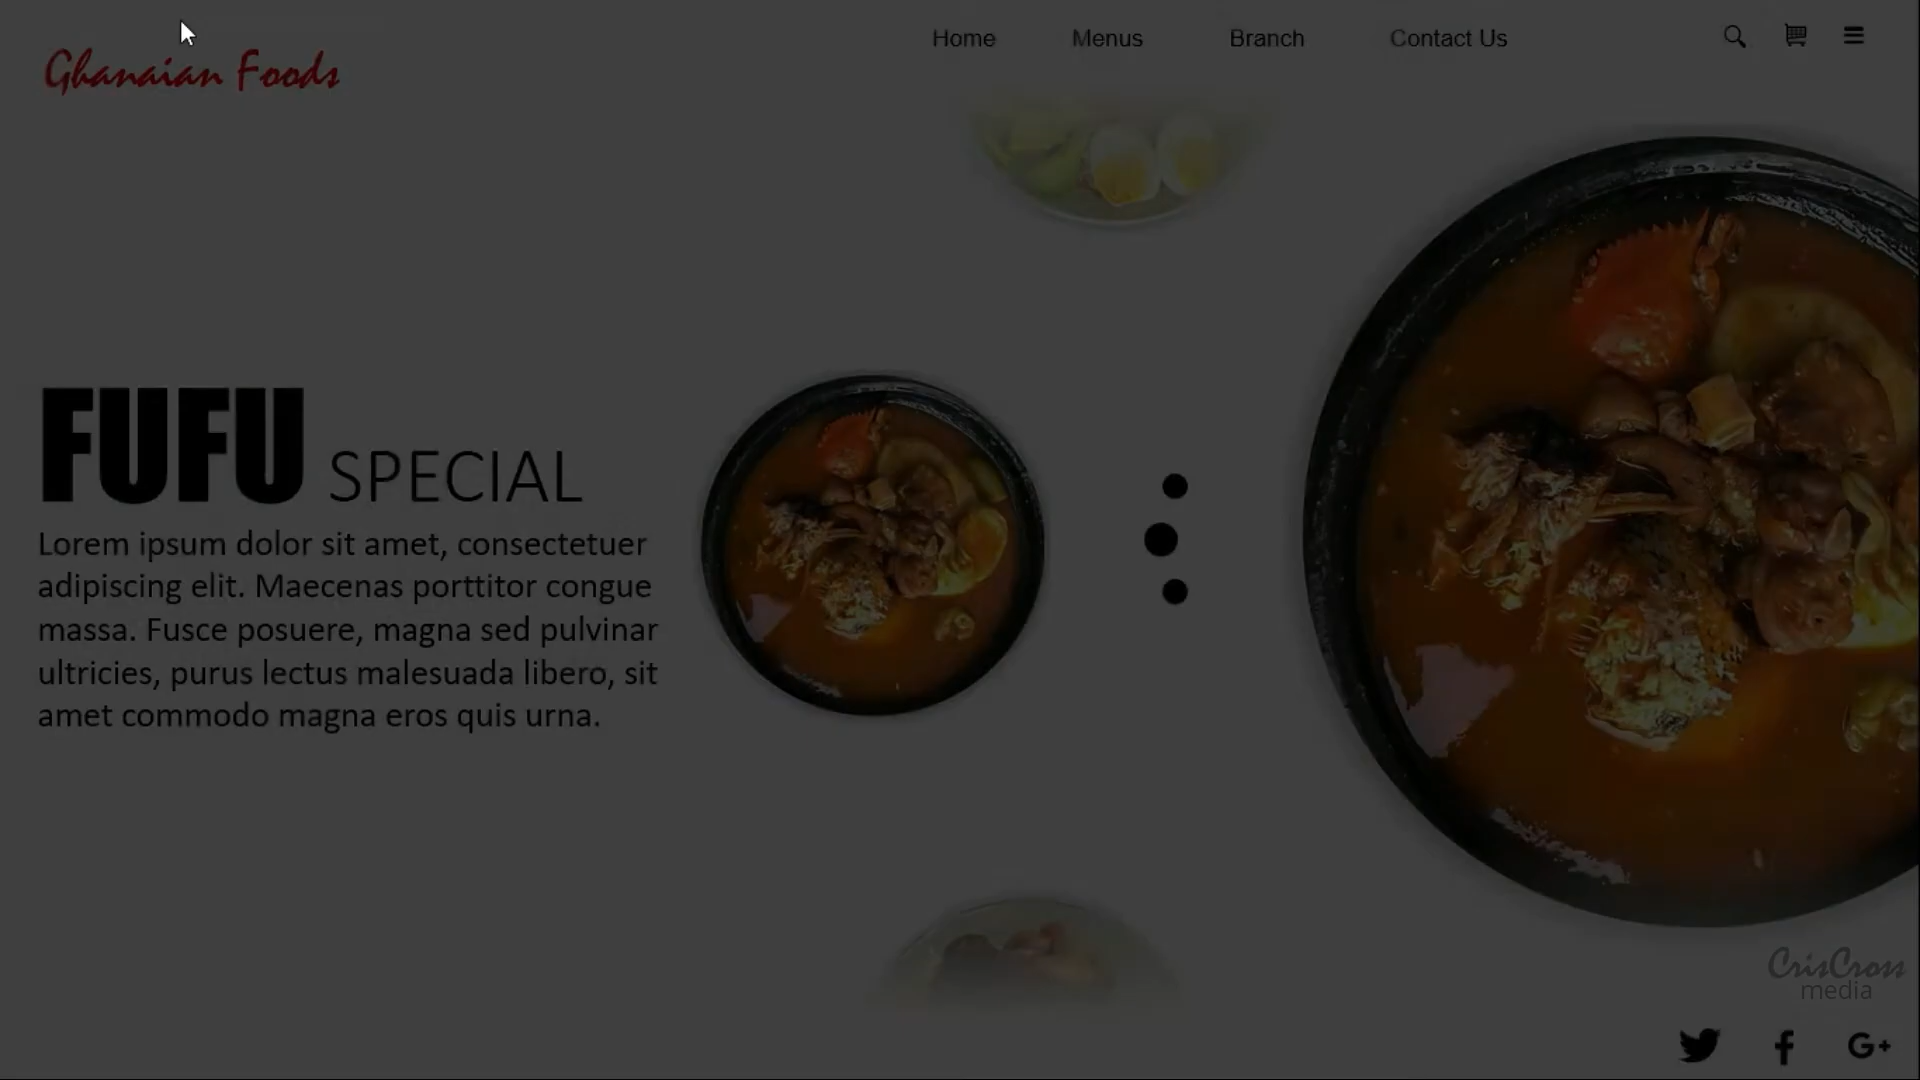 Home Menus Branch Contact Us
Ghanaian Foods
FUFU SPECIAL
Lorem ipsum dolor sit amet, consectetuer
adipiscing elit. Maecenas porttitor congue
massa. Fusce posuere, magna sed pulvinar
ultricies, purus lectus malesuada libero, sit
amet commodo magna eros quis urna.
CrisCross
media
G+